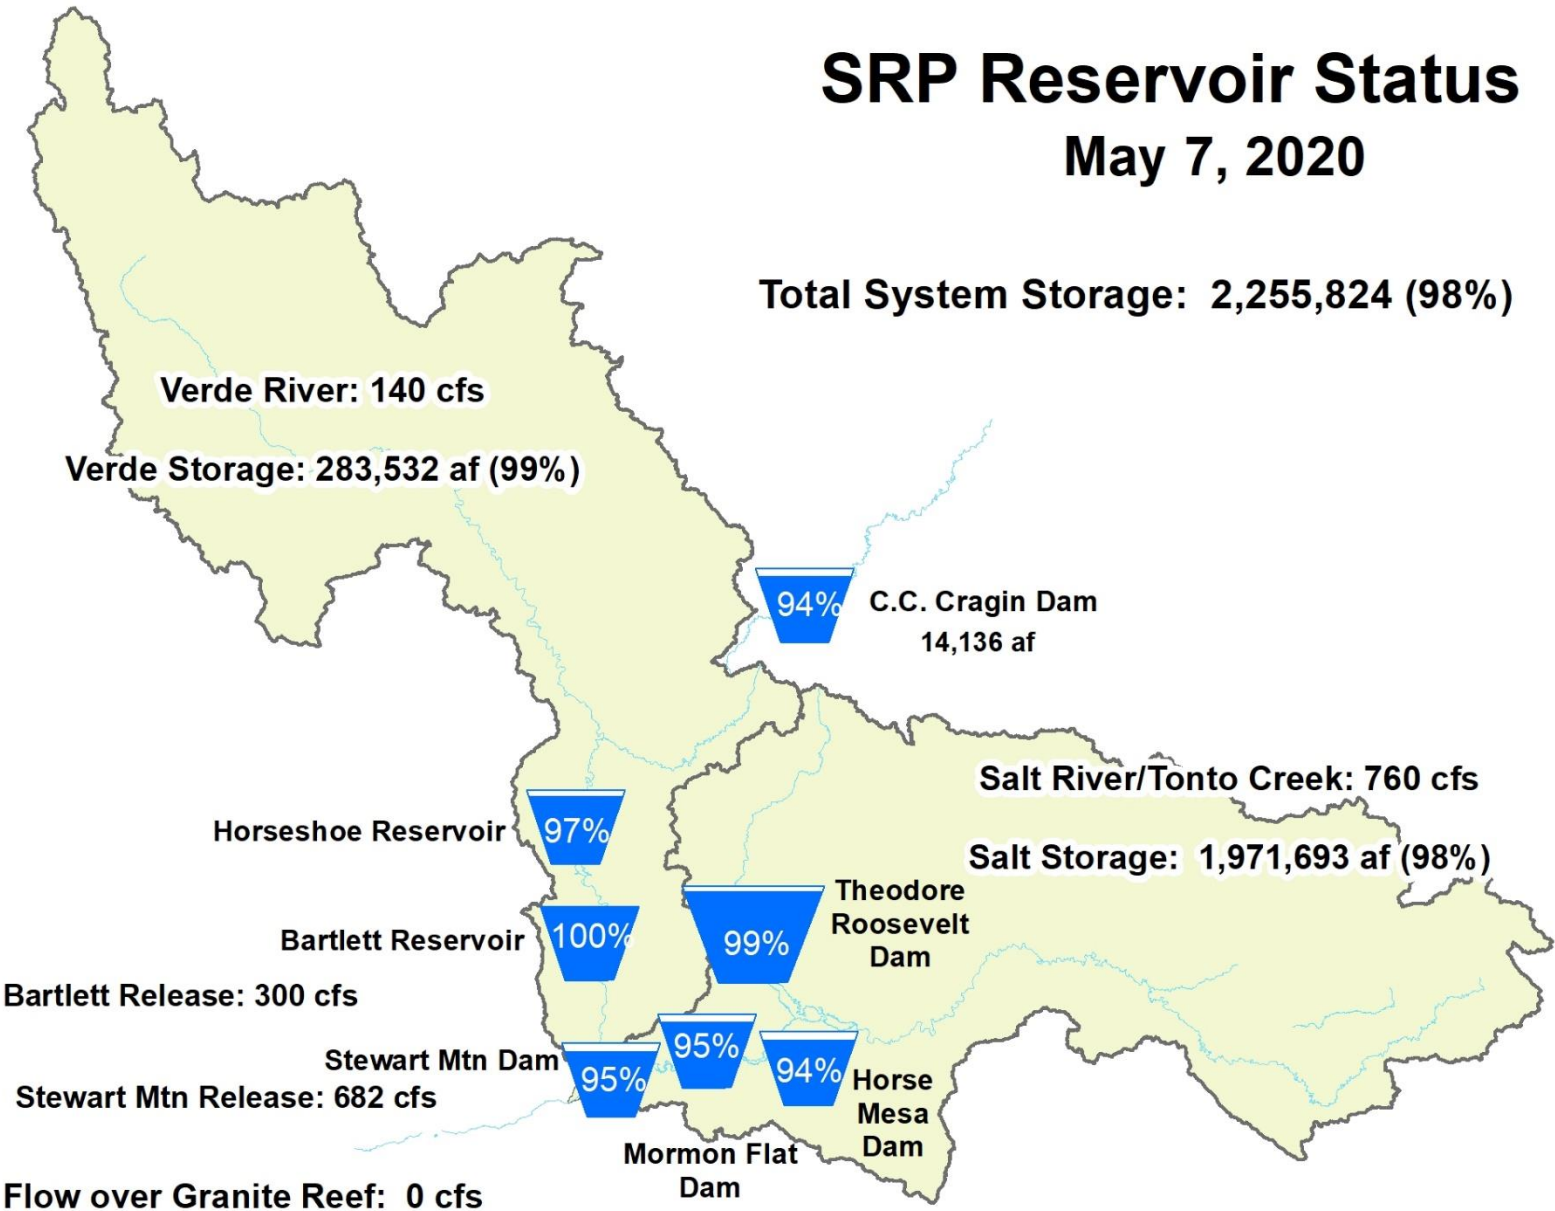 SRP Reservoir Status
May 7, 2020
Total System Storage: 2,255,824 (98%)
Verde River: 140 cfs
Verde Storage: 283,532 af (99%)
94%
C.C. Cragin Dam
14,136 af
Salt River/Tonto Creek: 760 cfs
Salt Storage: 1,971,693 af (98%)
Horseshoe Reservoir
97%
Theodore
Roosevelt
Dam
99%
Bartlett Reservoir
100%
Bartlett Release: 300 cfs
Stewart Mtn Dam
95%
95%
94%
Horse
Mesa
Dam
Stewart Mtn Release: 682 cfs
Mormon Flat
Dam
Flow over Granite Reef: 0 cfs